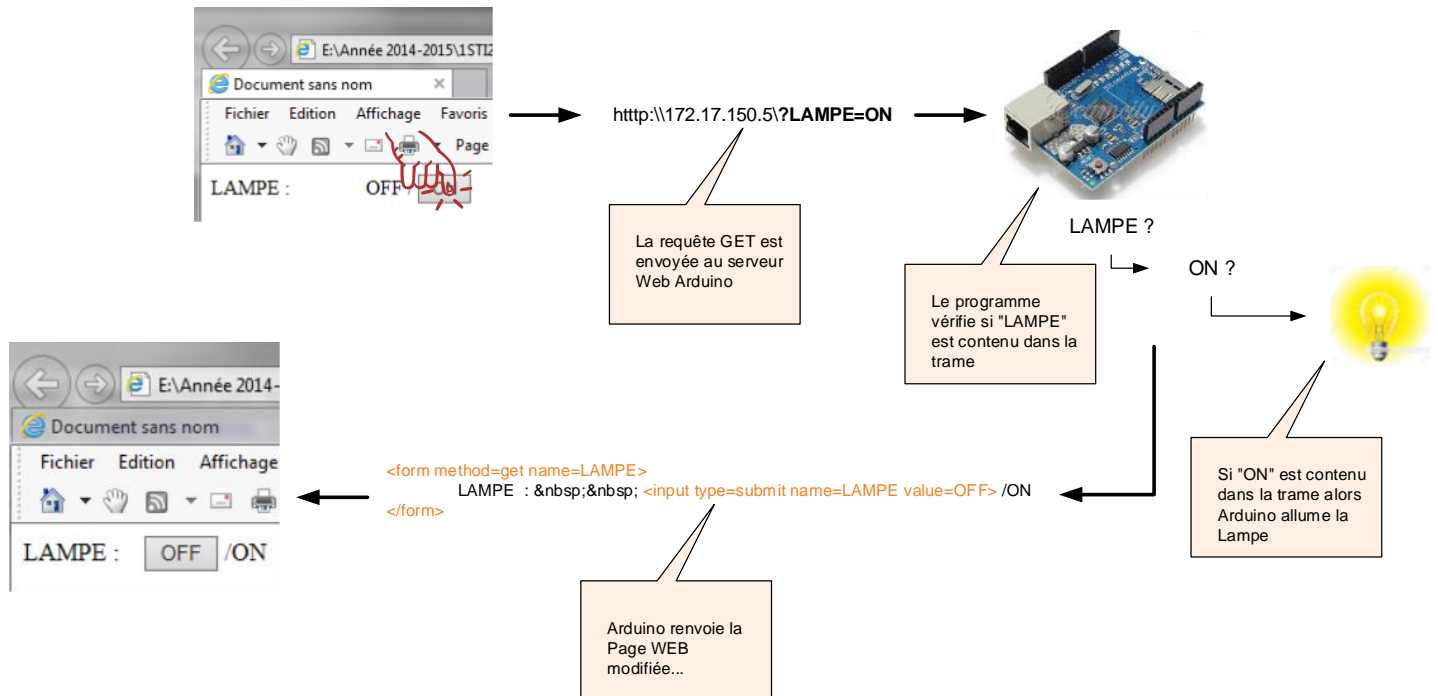 E:\Année 2014-2015\1STI2
Document sans nom
Fichier Edition Affichage Favoris
Page
LAMPE : OFF /
htttp:\\172.17.150.5\?LAMPE=ON
La requête GET est
envoyée au serveur
Web Arduino
LAMPE ?
ON ?
Le programme
vérifie si "LAMPE"
est contenu dans la
trame
Si "ON" est contenu
dans la trame alors
Arduino allume la
Lampe
<form method=get name=LAMPE>
LAMPE : &nbsp;&nbsp; <input type=submit name=LAMPE value=OFF> /ON
</form>
Arduino renvoie la
Page WEB
modifiée...
E:\Année 2014-
Document sans nom
Fichier Edition Affichage
LAMPE : OFF /ON